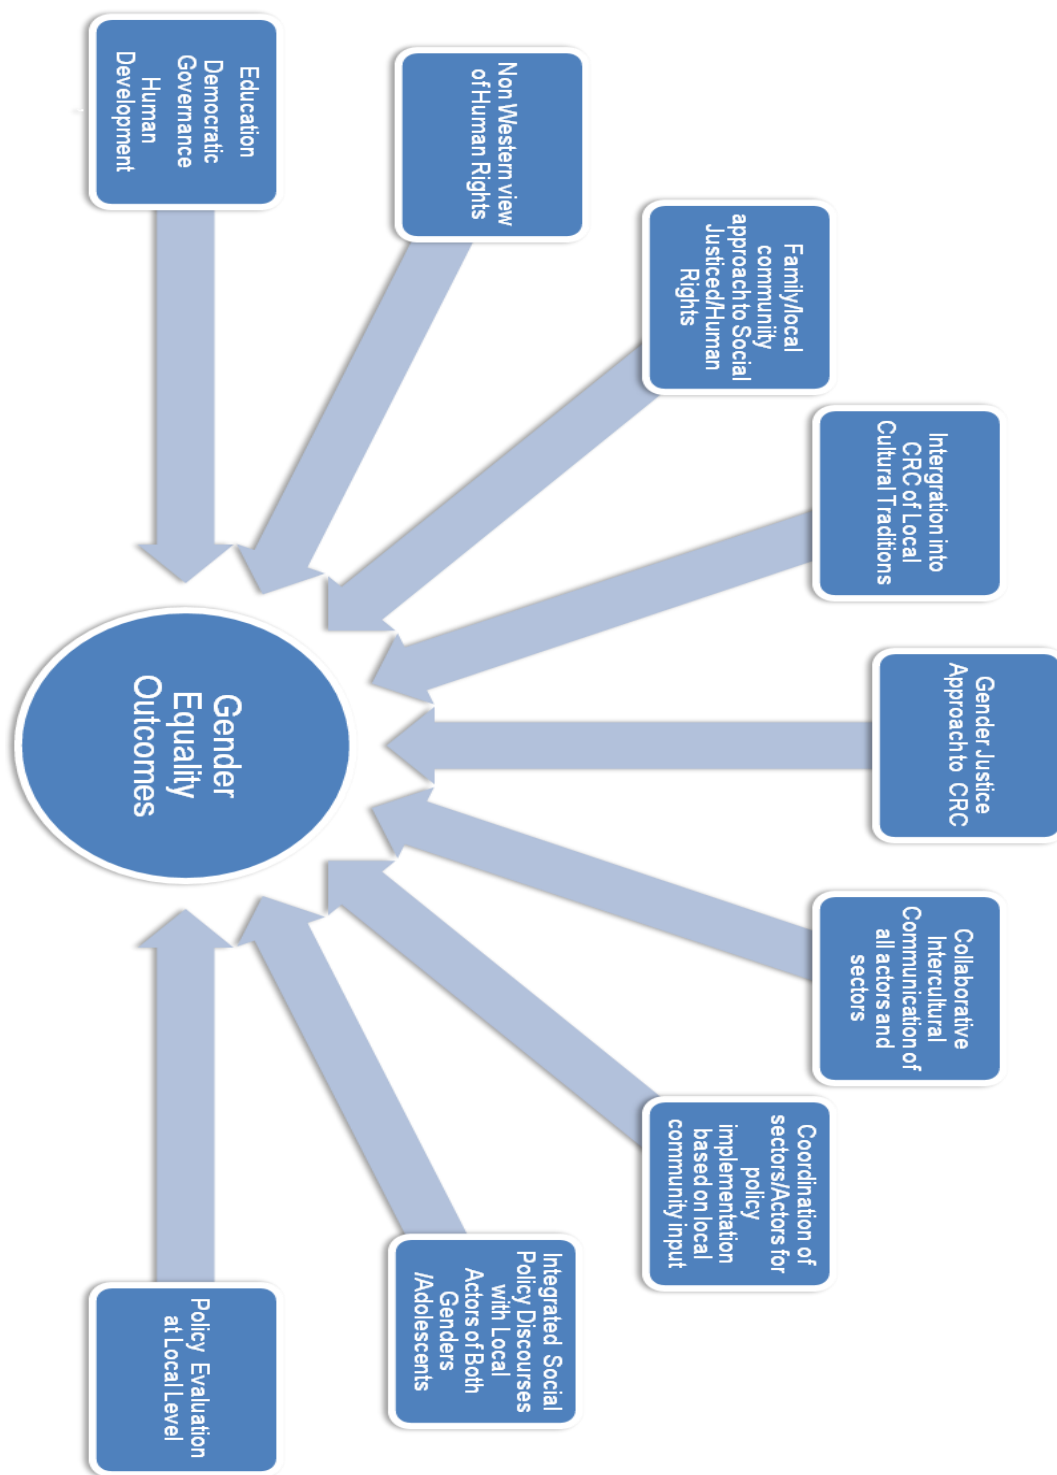 Education
Democratic
Governance
Human
Development
Non Western view
of Human Rights
Family/local
communiity
approach to Social
Justiced/Human
Rights
Intergration into
CRC of Local
Cultural Traditions
Gender Justice
Approach to CRC
Collaborative
Intercultural
Communication of
all actors and
sectors
Coordination of
sectors/Actors for
policy
implementation
based on local
community input
Integrated Social
Policy Discourses
with Local
Actors of Both
Genders
/Adolescents
Policy Evaluation
at Local Level
Gender
Equality
Outcomes